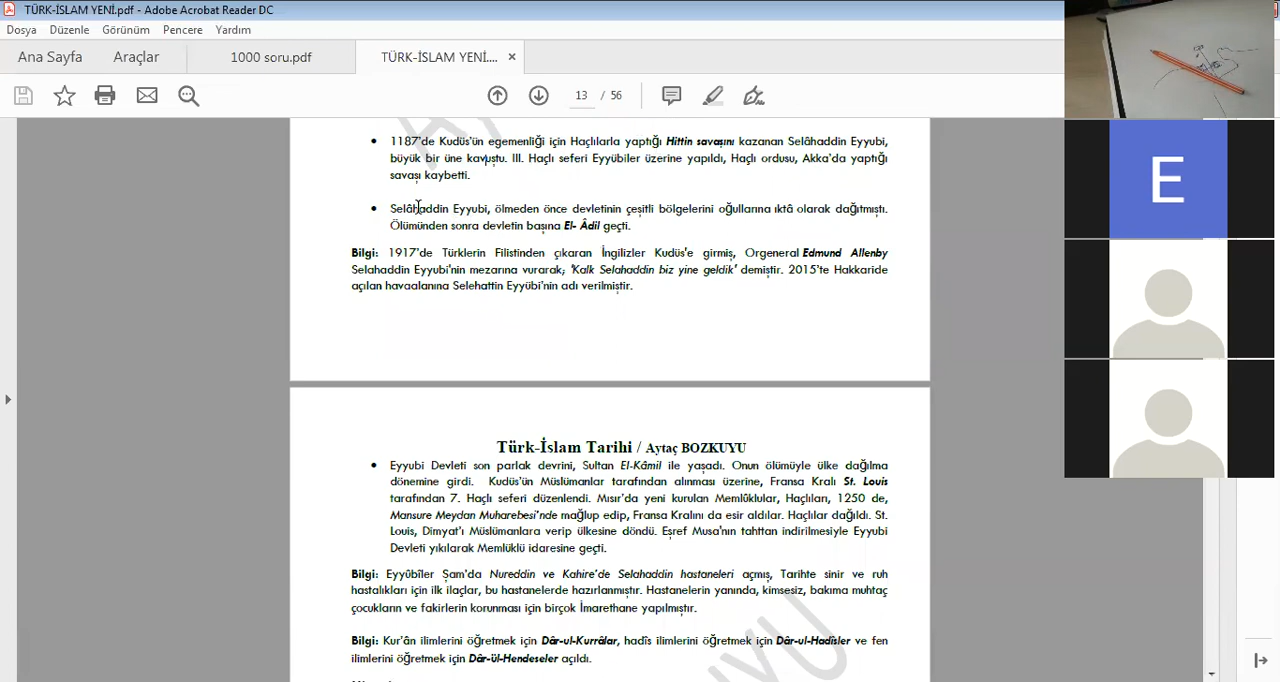 TÜRK-İSLAM YENİ.pdf - Adobe Acrobat Reader DC
Dosya Düzenle Görünüm Pencere Yardım
Ana Sayfa Araçlar 1000 soru.pdf TÜRK-İSLAM YENİ....
13 / 56
1187'de Kudüs'ün egemenliği için Haçlılarla yaptığı Hittin savaşını kazanan Selâhaddin Eyyubi,
büyük bir üne kavuştu. III. Haçlı seferi Eyyübiler üzerine yapıldı, Haçlı ordusu, Akka'da yaptığı
savaşı kaybetti.
Selâhaddin Eyyubi, ölmeden önce devletinin çeşitli bölgelerini oğullarına iktâ olarak dağıtmıştı.
Ölümünden sonra devletin başına El- Âdil geçti.
Bilgi: 1917'de Türklerin Filistinden çıkaran İngilizler Kudüs'e girmiş, Orgeneral Edmund Allenby
Selahaddin Eyyubi'nin mezarına vurarak; 'Kalk Selahaddin biz yine geldik' demiştir. 2015'te Hakkaride
açılan havaalanına Selehattin Eyyübi'nin adı verilmiştir.
Türk-İslam Tarihi / Aytaç BOZKUYU
Eyyubi Devleti son parlak devrini, Sultan El-Kâmil ile yaşadı. Onun ölümüyle ülke dağılma
dönemine girdi. Kudüs'ün Müslümanlar tarafından alınması üzerine, Fransa Kralı St. Louis
tarafından 7. Haçlı seferi düzenlendi. Mısır'da yeni kurulan Memlûklular, Haçlıları, 1250 de,
Mansure Meydan Muharebesi'nde mağlup edip, Fransa Kralını da esir aldılar. Haçlılar dağıldı. St.
Louis, Dimyat'ı Müslümanlara verip ülkesine döndü. Eşref Musa'nın tahttan indirilmesiyle Eyyubi
Devleti yıkılarak Memlüklü idaresine geçti.
Bilgi: Eyyûbîler Şam'da Nureddin ve Kahire'de Selahaddin hastaneleri açmış, Tarihte sinir ve ruh
hastalıkları için ilk ilaçlar, bu hastanelerde hazırlanmıştır. Hastanelerin yanında, kimsesiz, bakıma muhtaç
çocukların ve fakirlerin korunması için birçok İmarethane yapılmıştır.
Bilgi: Kur'ân ilimlerini öğretmek için Dâr-ul-Kurrâlar, hadîs ilimlerini öğretmek için Dâr-ul-Hadîsler ve fen
ilimlerini öğretmek için Dâr-ül-Hendeseler açıldı.
E